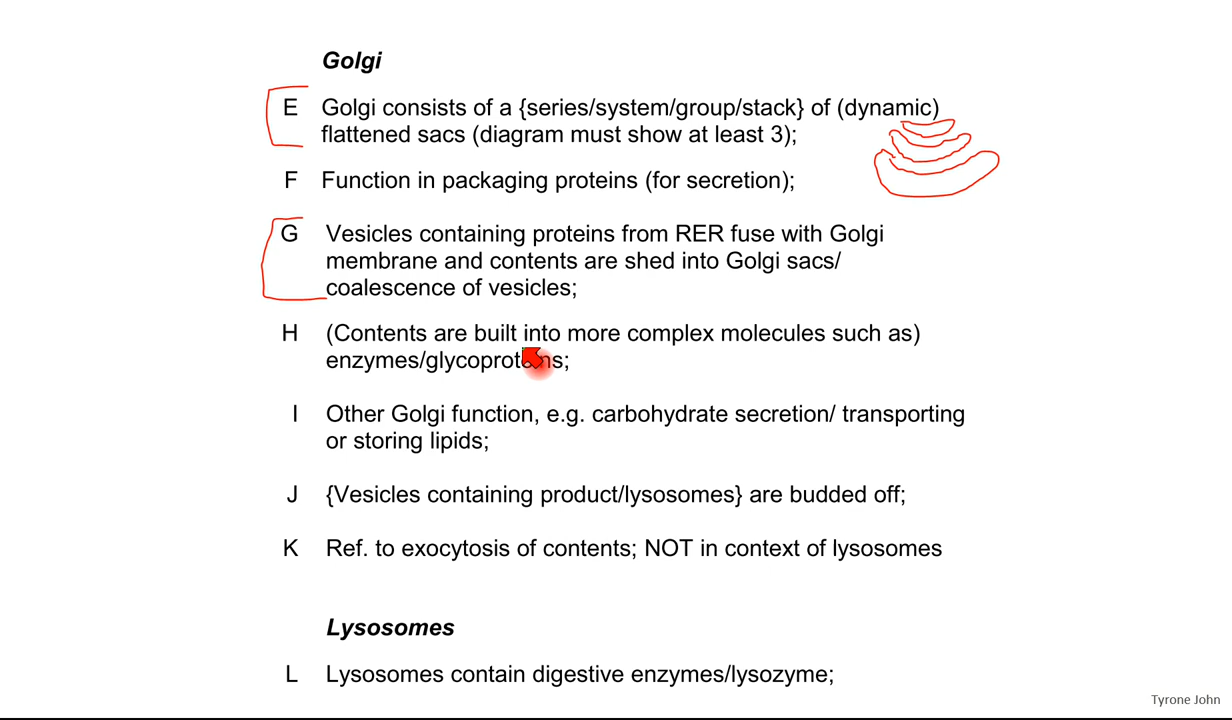 Golgi
E Golgi consists of a {series/system/group/stack} of (dynamic)
flattened sacs (diagram must show at least 3);
F Function in packaging proteins (for secretion);
G Vesicles containing proteins from RER fuse with Golgi
membrane and contents are shed into Golgi sacs/
coalescence of vesicles;
H (Contents are built into more complex molecules such as)
enzymes/glycoproteins;
I Other Golgi function, e.g. carbohydrate secretion/ transporting
or storing lipids;
J {Vesicles containing product/lysosomes} are budded off;
K Ref. to exocytosis of contents; NOT in context of lysosomes
Lysosomes
L Lysosomes contain digestive enzymes/lysozyme;
Tyrone John